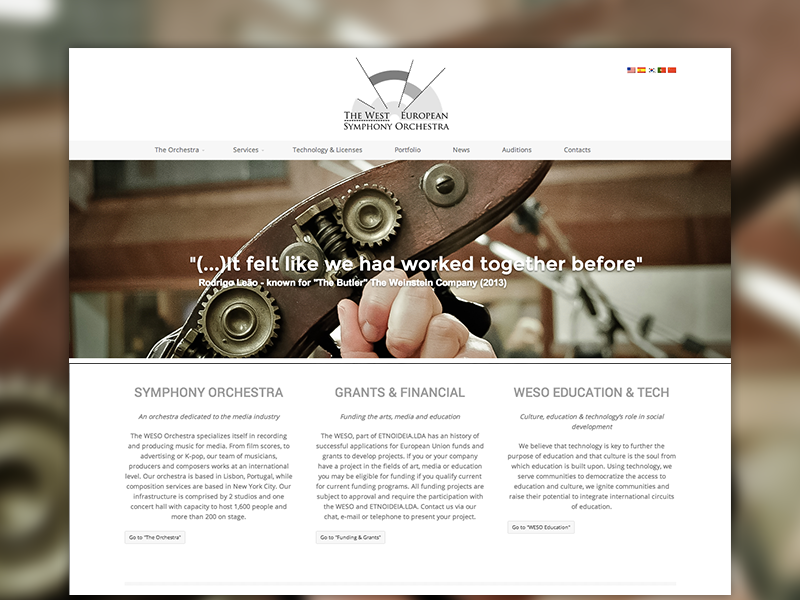 The West European
Symphony Orchestra
The Orchestra
Services
Technology & Licenses
Portfolio
News
Auditions
Contacts
"(...)It felt like we had worked together before"
Rodrigo Leão - known for "The Butler" The Weinstein Company (2013)
SYMPHONY ORCHESTRA
An orchestra dedicated to the media industry
The WESO Orchestra specializes itself in recording
and producing music for media. From film scores, to
advertising or K-pop, our team of musicians,
producers and composers works at an international
level. Our orchestra is based in Lisbon, Portugal, while
composition services are based in New York City. Our
infrastructure is comprised by 2 studios and one
concert hall with capacity to host 1,600 people and
more than 200 on stage.
Go to "The Orchestra"
GRANTS & FINANCIAL
Funding the arts, media and education
The WESO, part of ETNOIDEIA.LDA has an history of
successful applications for European Union funds and
grants to develop projects. If you or your company
have a project in the fields of art, media or education
you may be eligible for funding if you qualify current
for current funding programs. All funding projects are
subject to approval and require the participation with
the WESO and ETNOIDEIA.LDA. Contact us via our
chat, e-mail or telephone to present your project.
Go to "Funding & Grants"
WESO EDUCATION & TECH
Culture, education & technology's role in social
development
We believe that technology is key to further the
purpose of education and that culture is the soul from
which education is built upon. Using technology, we
serve communities to democratize the access to
education and culture, we ignite communities and
raise their potential to integrate international circuits
of education.
Go to "WESO Education"